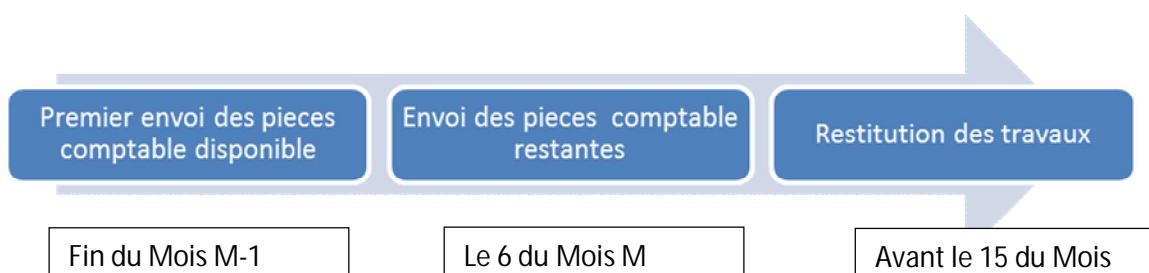 Premier envoi des pieces
comptable disponible
Envoi des pieces comptable
restantes
Restitution des travaux
Fin du Mois M-1
Le 6 du Mois M
Avant le 15 du Mois